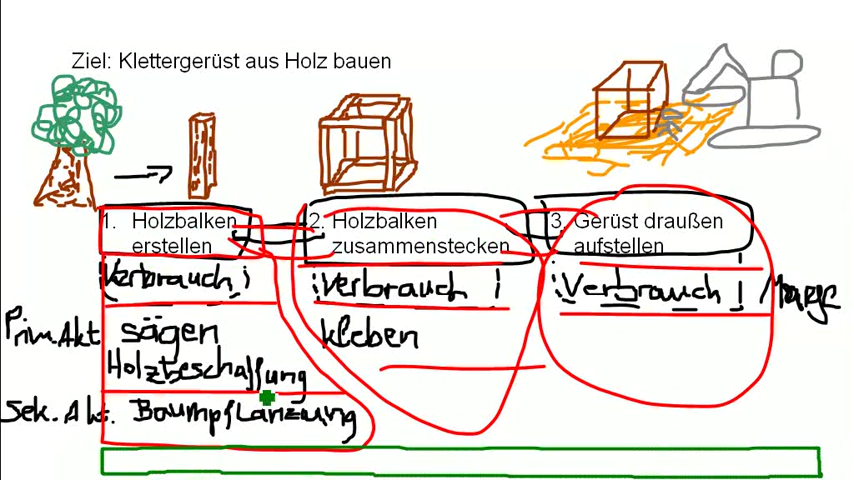 Ziel: Klettergerüst aus Holz bauen
1. Holzbalken
erstellen
2. Holzbalken
zusammenstecken
3. Gerüst draußen
aufstellen
Verbrauch
Verbrauch
Verbrauch
Marge
Prim. Akt
sägen
kleben
Holzbeschaffung
Sek. Akt.
Baumpflanzung